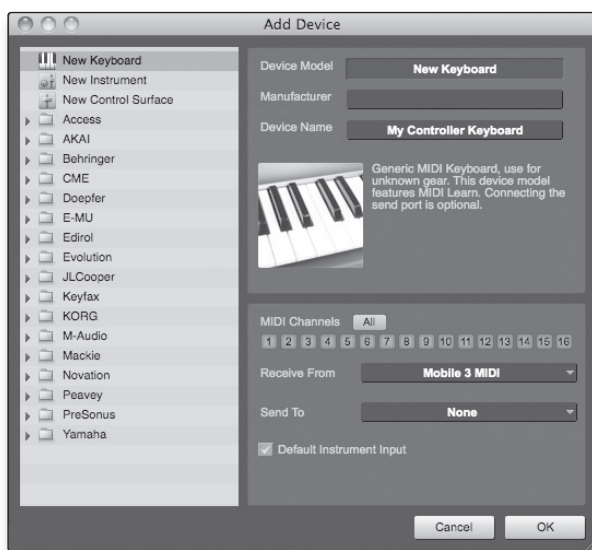 Add Device
New Keyboard
New Instrument
New Control Surface
Access
AKAI
Behringer
CME
Doepfer
E-MU
Edirol
Evolution
JLCooper
Keyfax
KORG
M-Audio
Mackie
Novation
Peavey
PreSonus
Yamaha
Device Model New Keyboard
Manufacturer
Device Name My Controller Keyboard
Generic MIDI Keyboard, use for
unknown gear. This device model
features MIDI Learn. Connecting the
send port is optional.
MIDI Channels All
1 2 3 4 5 6 7 8 9 10 11 12 13 14 15 16
Receive From Mobile 3 MIDI
Send To None
Default Instrument Input
Cancel OK